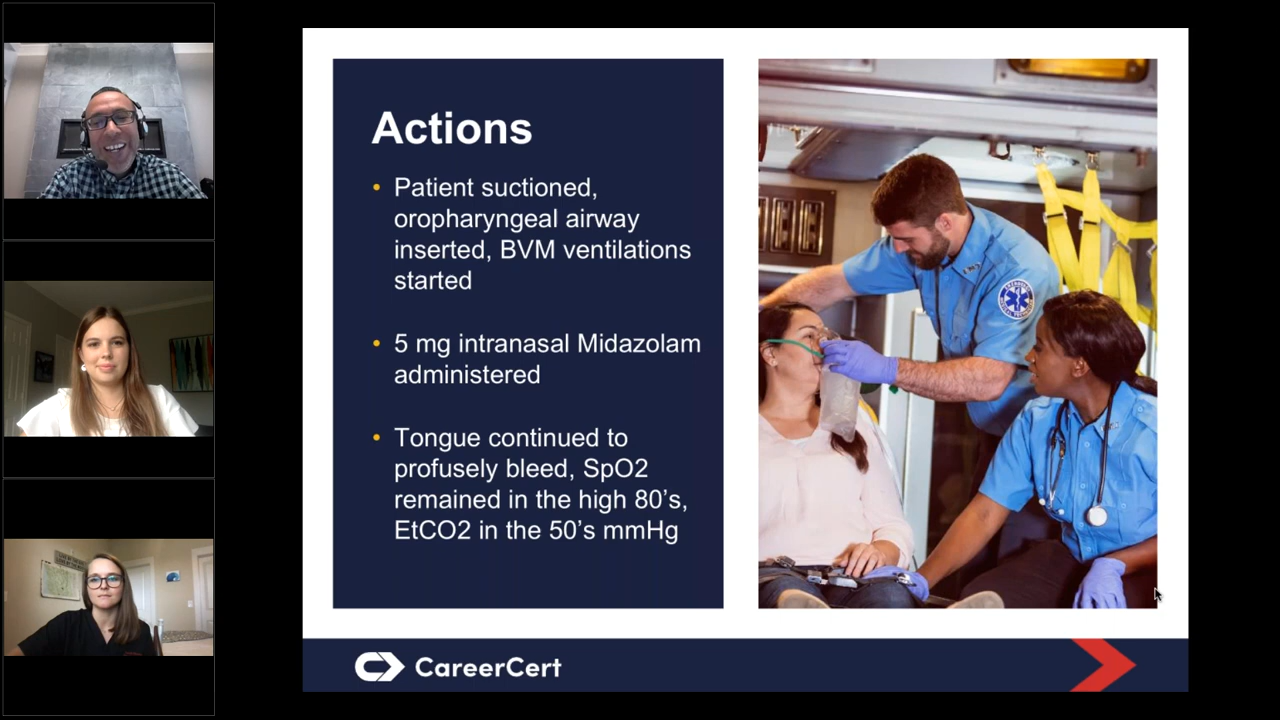 Actions
• Patient suctioned,
oropharyngeal airway
inserted, BVM ventilations
started
• 5 mg intranasal Midazolam
administered
• Tongue continued to
profusely bleed, SpO2
remained in the high 80’s,
EtCO2 in the 50’s mmHg
CareerCert